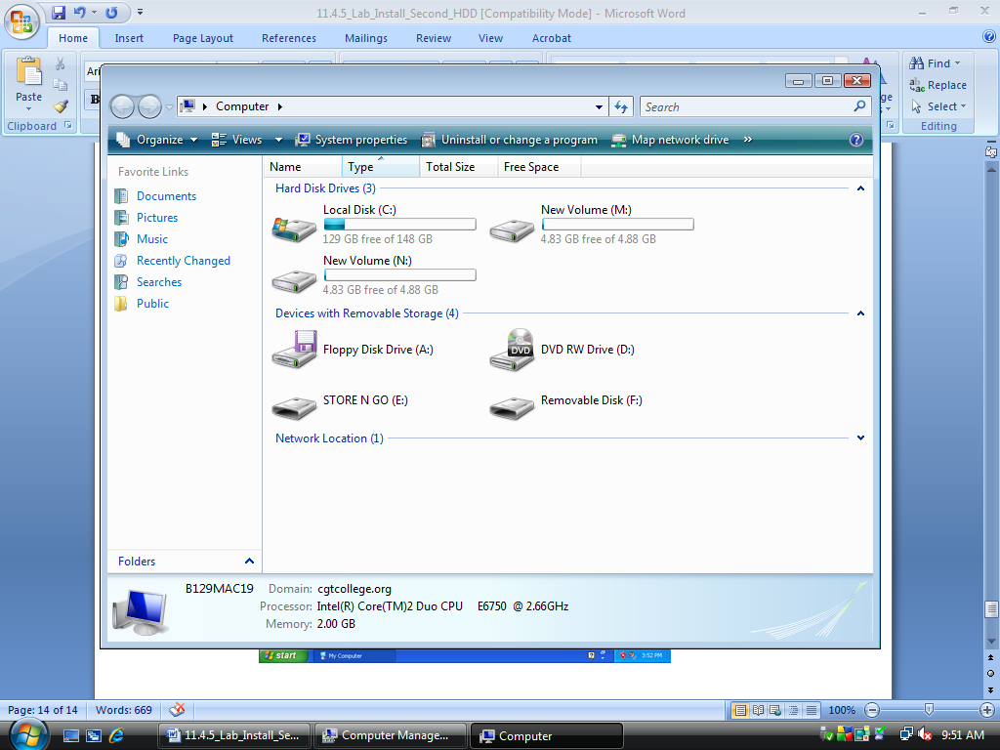 11.4.5_Lab_Install_Second_HDD [Compatibility Mode] - Microsoft Word
Home Insert Page Layout References Mailings Review View Acrobat
Paste
Clipboard
Ari
B
ge
Find
Replace
Select
Editing
Computer
Search
Organize Views System properties Uninstall or change a program Map network drive »
Favorite Links
Documents
Pictures
Music
Recently Changed
Searches
Public
Folders
Name Type Total Size Free Space
Hard Disk Drives (3)
Local Disk (C:)
129 GB free of 148 GB
New Volume (M:)
4.83 GB free of 4.88 GB
New Volume (N:)
4.83 GB free of 4.88 GB
Devices with Removable Storage (4)
Floppy Disk Drive (A:)
DVD
DVD RW Drive (D:)
STORE N GO (E:)
Removable Disk (F:)
Network Location (1)
B129MAC19 Domain: cgtcollege.org
Processor: Intel(R) Core(TM)2 Duo CPU E6750 @ 2.66GHz
Memory: 2.00 GB
start My Computer 3:52 PM
Page: 14 of 14 Words: 669 100%
11.4.5_Lab_Install_Se... Computer Manage... Computer 9:51 AM